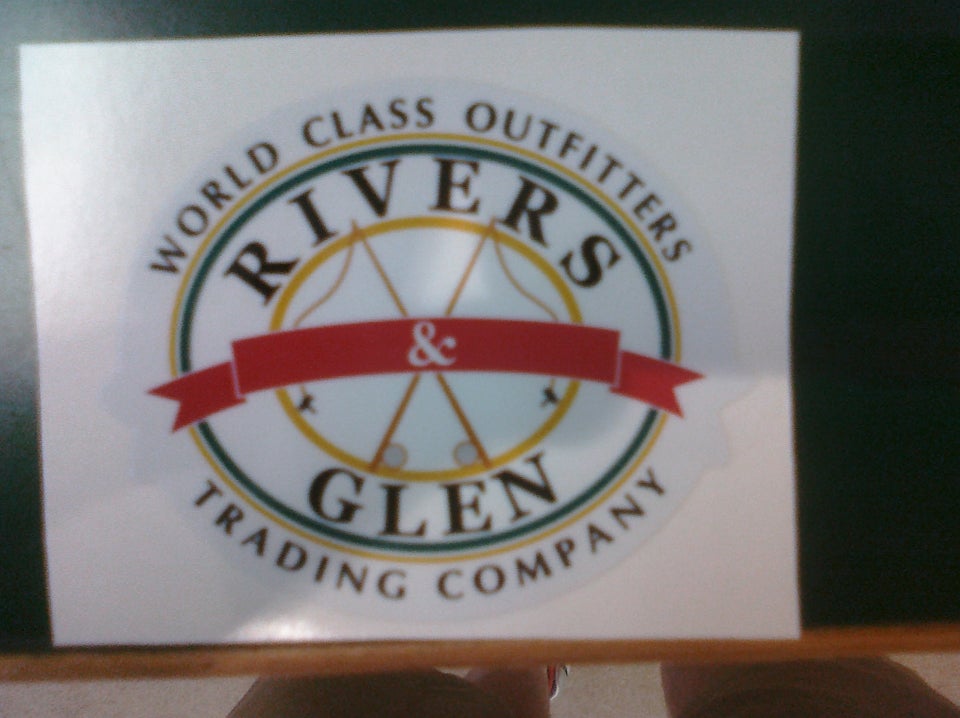 WORLD CLASS OUTFITTERS
RIVERS
&
GLEN
TRADING COMPANY